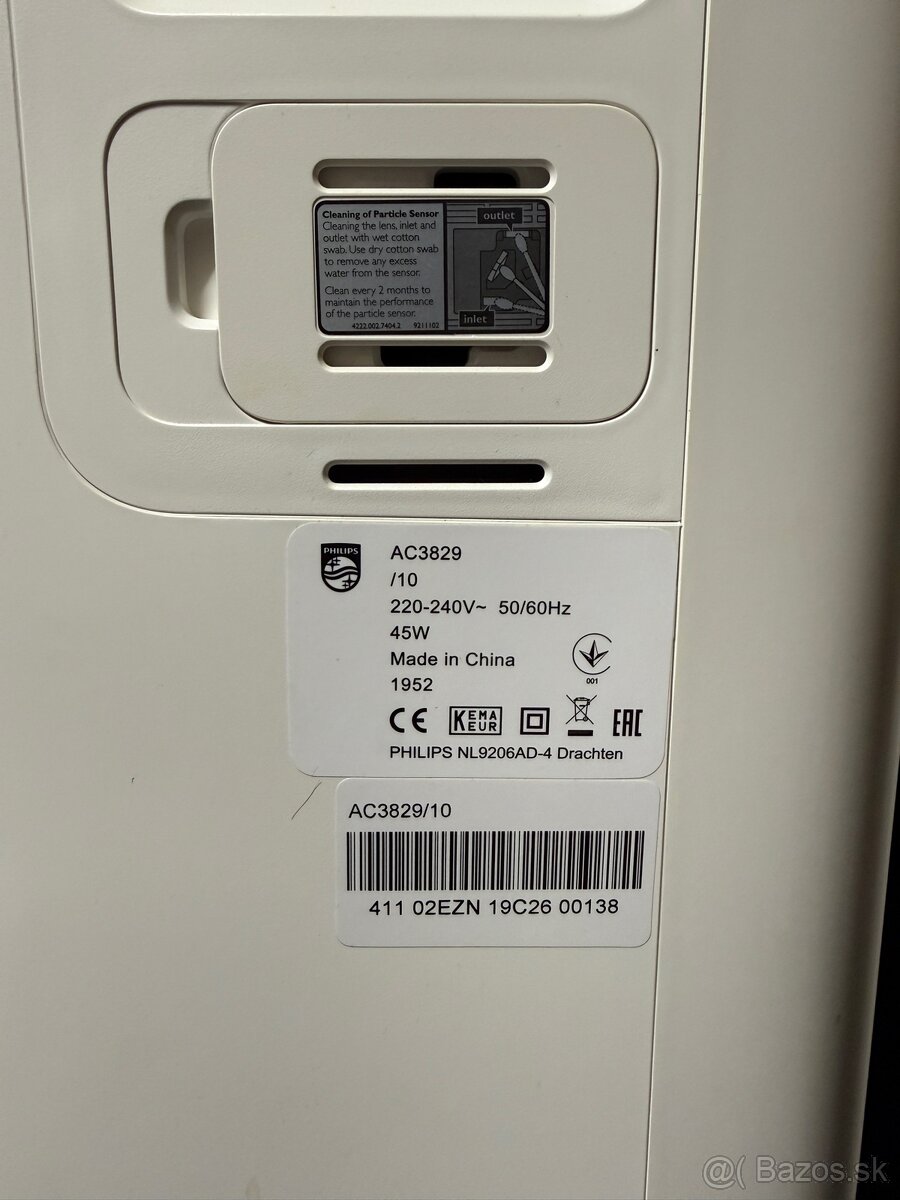 Cleaning of Particle Sensor
Cleaning the lens, inlet and
outlet with wet cotton
swab. Use dry cotton swab
to remove any excess
water from the sensor.
Clean every 2 months to
maintain the performance
of the particle sensor.
4222.002.7404.2 9211102
outlet
inlet
PHILIPS
AC3829
/10
220-240V~ 50/60Hz
45W
Made in China
1952
001
CE KEMA EUR EAC
PHILIPS NL9206AD-4 Drachten
AC3829/10
411 02EZN 19C26 00138
@( Bazos.sk